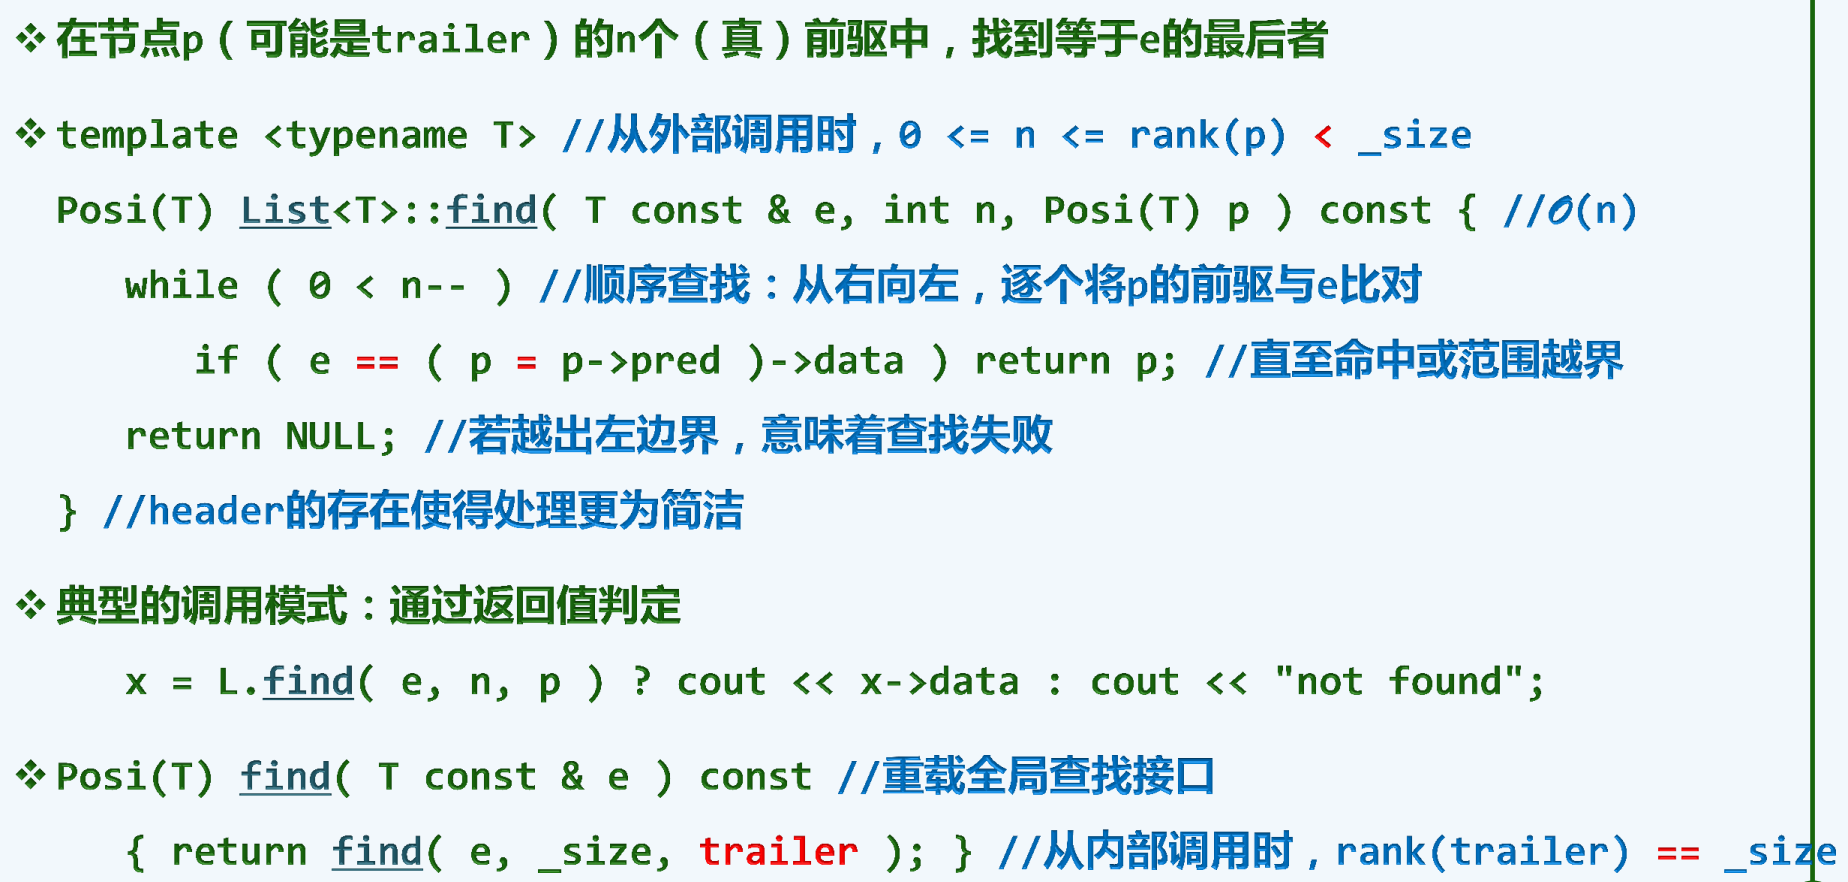 ❖ 在节点p（可能是trailer）的n个（真）前驱中，找到等于e的最后者
❖ template <typename T> //从外部调用时，0 <= n <= rank(p) < _size
Posi(T) List<T>::find( T const & e, int n, Posi(T) p ) const { //O(n)
while ( 0 < n-- ) //顺序查找：从右向左，逐个将p的前驱与e比对
if ( e == ( p = p->pred )->data ) return p; //直至命中或范围越界
return NULL; //若越出左边界，意味着查找失败
} //header的存在使得处理更为简洁
❖ 典型的调用模式：通过返回值判定
x = L.find( e, n, p ) ? cout << x->data : cout << "not found";
❖ Posi(T) find( T const & e ) const //重载全局查找接口
{ return find( e, _size, trailer ); } //从内部调用时，rank(trailer) == _size